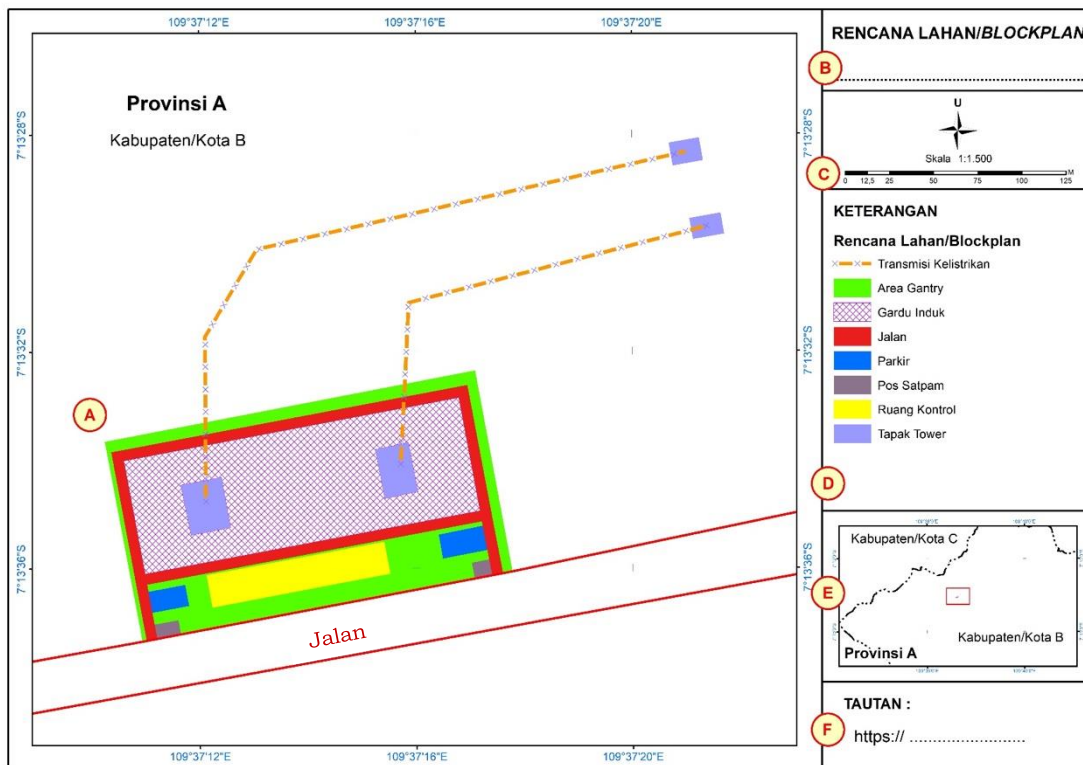 109°37'12"E
109°37'16"E
109°37'20"E
7°13'28"S
7°13'32"S
7°13'36"S
Provinsi A
Kabupaten/Kota B
A
Jalan
7°13'28"S
7°13'32"S
7°13'36"S
109°37'12"E
109°37'16"E
109°37'20"E
RENCANA LAHAN/BLOCKPLAN
B
U
Skala 1:1.500
C
0 12,5 25 50 75 100 125
M
KETERANGAN
Rencana Lahan/Blockplan
Transmisi Kelistrikan
Area Gantry
Gardu Induk
Jalan
Parkir
Pos Satpam
Ruang Kontrol
Tapak Tower
D
Kabupaten/Kota C
E
Kabupaten/Kota B
Provinsi A
TAUTAN :
F
https:// ..........................